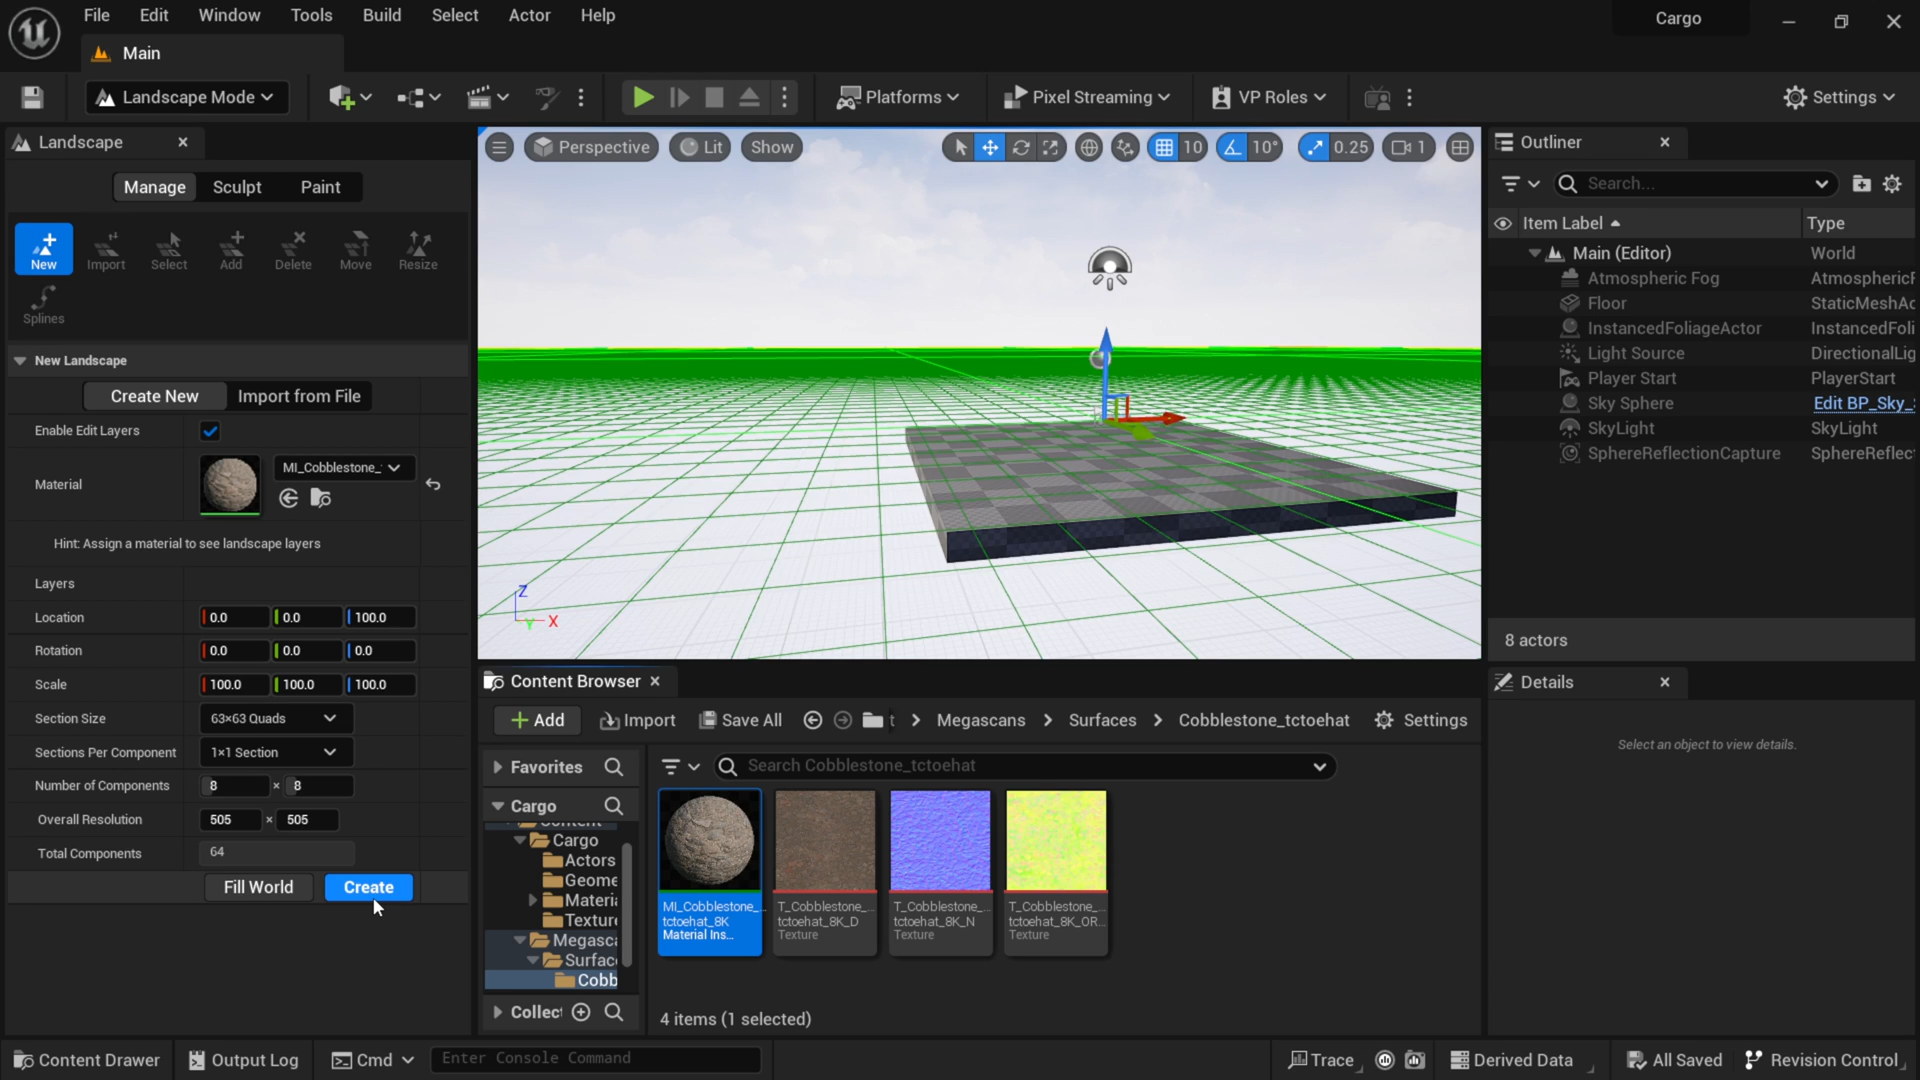 File Edit Window Tools Build Select Actor Help
Cargo
Main
Landscape Mode
Platforms
Pixel Streaming
VP Roles
Settings
Landscape
Manage Sculpt Paint
New Import Select Add Delete Move Resize
Splines
New Landscape
Create New Import from File
Enable Edit Layers
Material MI_Cobblestone_
Hint: Assign a material to see landscape layers
Layers
Location 0.0 0.0 100.0
Rotation 0.0 0.0 0.0
Scale 100.0 100.0 100.0
Section Size 63×63 Quads
Sections Per Component 1×1 Section
Number of Components 8 × 8
Overall Resolution 505 × 505
Total Components 64
Fill World Create
Perspective Lit Show 10 10° 0.25 1
Z
Y X
Outliner
Search...
Item Label Type
Main (Editor) World
Atmospheric Fog AtmosphericF
Floor StaticMeshAc
InstancedFoliageActor InstancedFoli
Light Source DirectionalLig
Player Start PlayerStart
Sky Sphere Edit BP_Sky_
SkyLight SkyLight
SphereReflectionCapture SphereReflec
8 actors
Details
Select an object to view details.
Content Browser
Add Import Save All t > Megascans > Surfaces > Cobblestone_tctoehat Settings
Favorites
Search Cobblestone_tctoehat
Cargo
Content
Cargo
Actors
Geome
Materia
Texture
Megasca
Surfac
Cobb
Collec
MI_Cobblestone_
tctoehat_8K
Material Ins...
T_Cobblestone_...
tctoehat_8K_D
Texture
T_Cobblestone_...
tctoehat_8K_N
Texture
T_Cobblestone_...
tctoehat_8K_OR...
Texture
4 items (1 selected)
Content Drawer Output Log Cmd Enter Console Command Trace Derived Data All Saved Revision Control